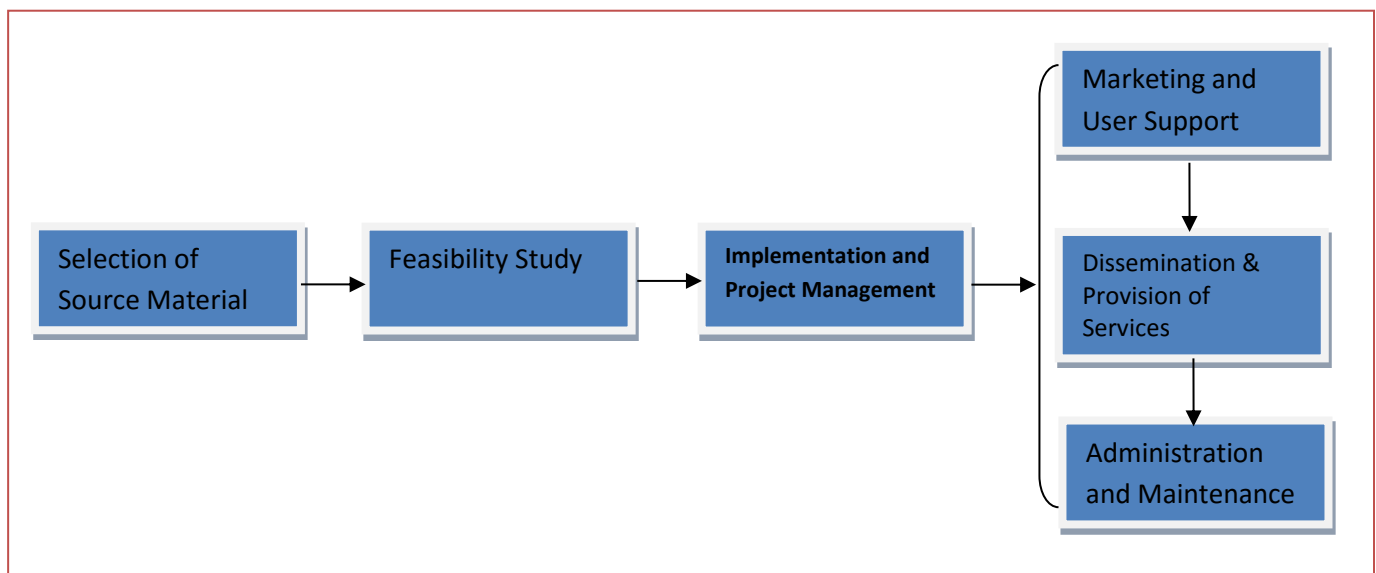 Selection of
Source Material
Feasibility Study
Implementation and
Project Management
Marketing and
User Support
Dissemination &
Provision of
Services
Administration
and Maintenance